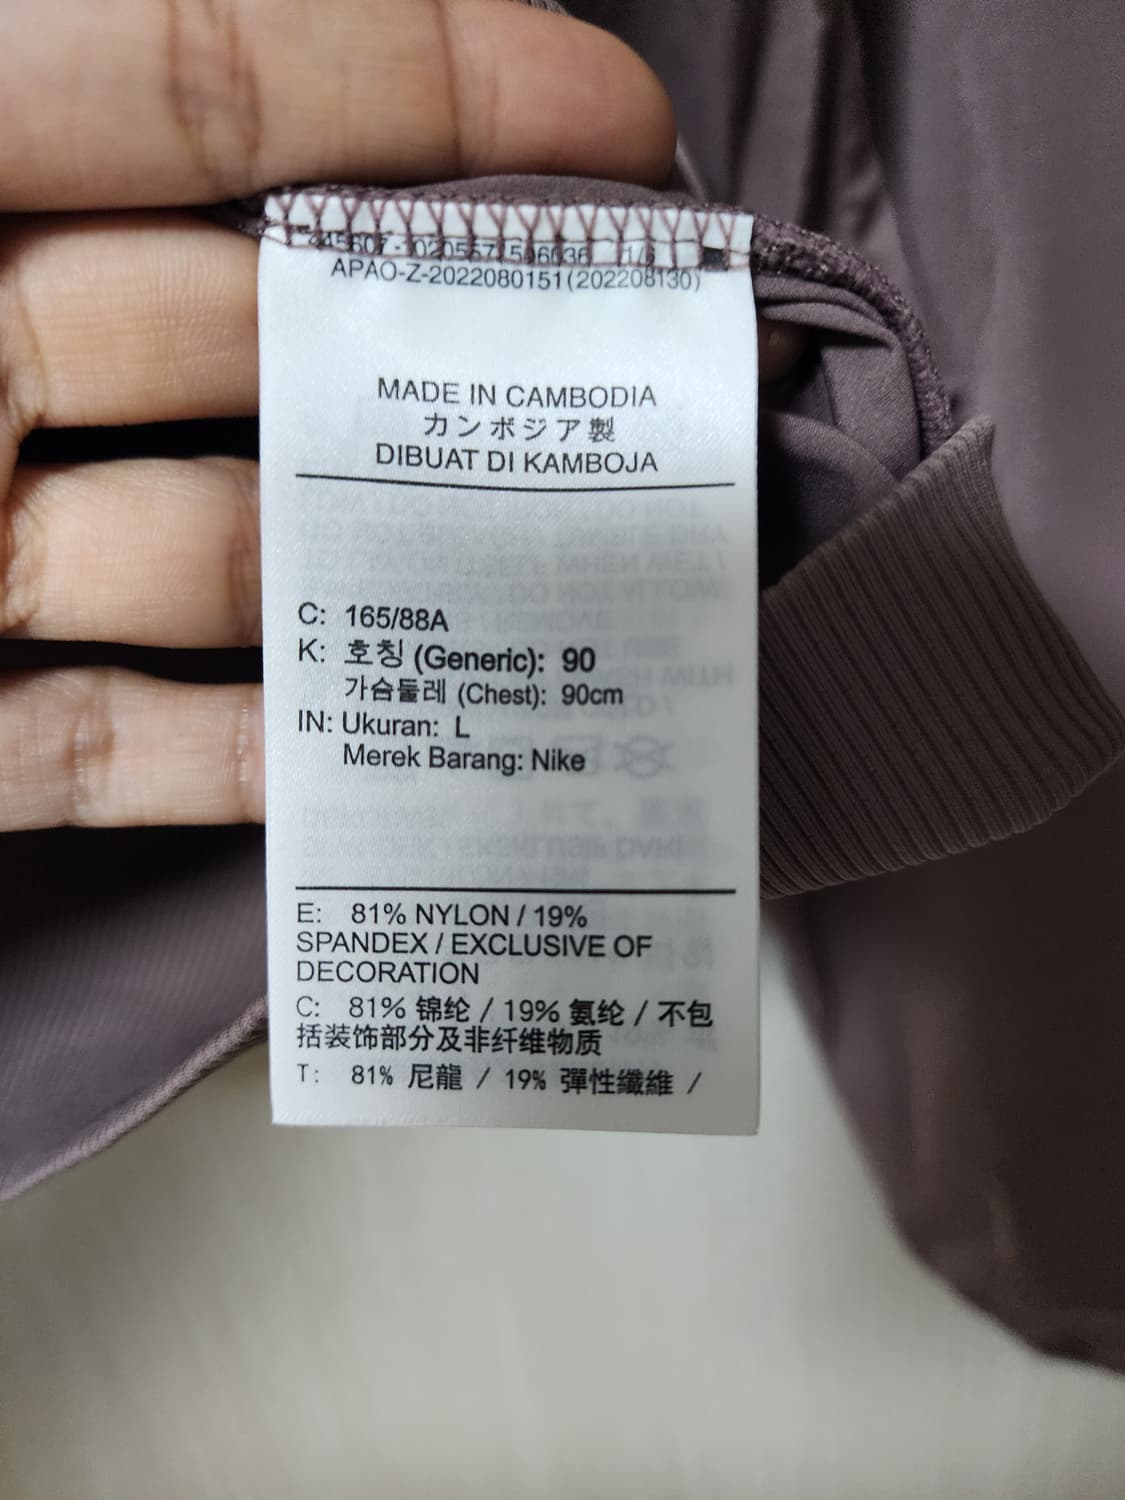 APAO-Z-2022080151(202208130)
MADE IN CAMBODIA
カンボジア製
DIBUAT DI KAMBOJA
C: 165/88A
K: 호칭 (Generic): 90
가슴둘레 (Chest): 90cm
IN: Ukuran: L
Merek Barang: Nike
E: 81% NYLON / 19%
SPANDEX / EXCLUSIVE OF
DECORATION
C: 81% 锦纶 / 19% 氨纶 / 不包
括装饰部分及非纤维物质
T: 81% 尼龍 / 19% 彈性纖維 /